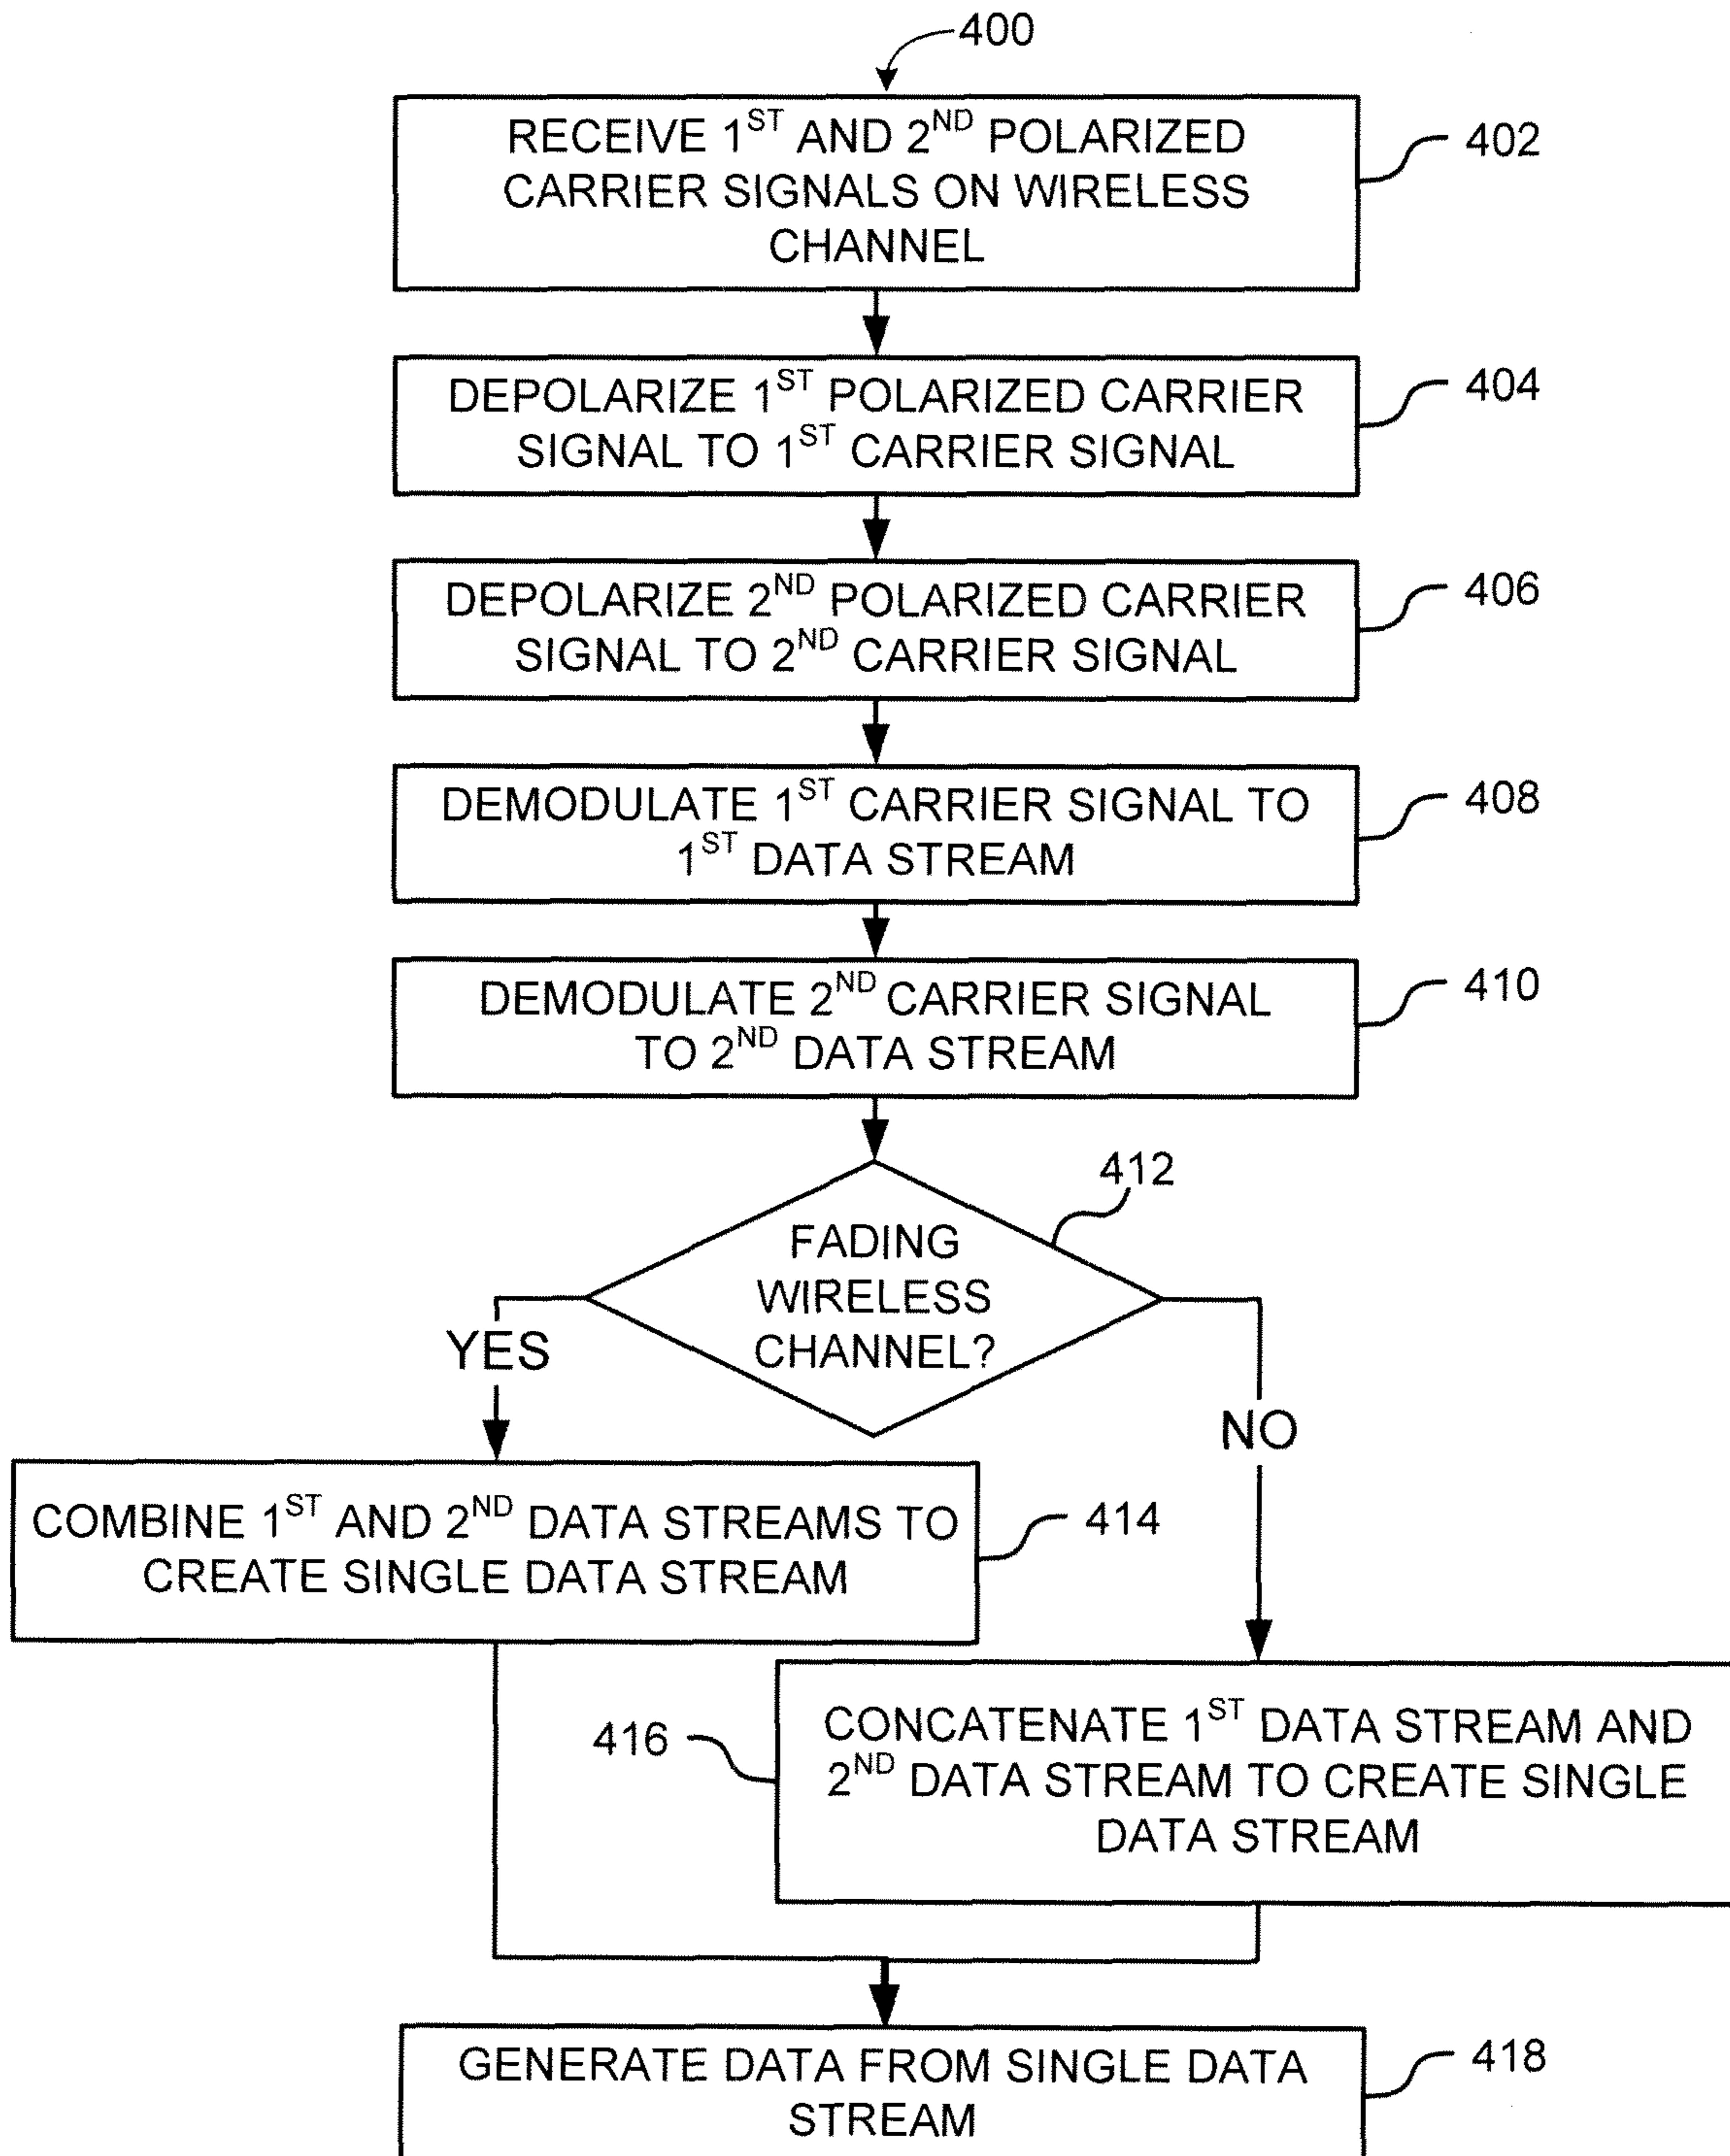 400
RECEIVE 1ST AND 2ND POLARIZED
CARRIER SIGNALS ON WIRELESS
CHANNEL
402
DEPOLARIZE 1ST POLARIZED CARRIER
SIGNAL TO 1ST CARRIER SIGNAL
404
DEPOLARIZE 2ND POLARIZED CARRIER
SIGNAL TO 2ND CARRIER SIGNAL
406
DEMODULATE 1ST CARRIER SIGNAL TO
1ST DATA STREAM
408
DEMODULATE 2ND CARRIER SIGNAL
TO 2ND DATA STREAM
410
412
FADING
WIRELESS
CHANNEL?
YES
NO
COMBINE 1ST AND 2ND DATA STREAMS TO
CREATE SINGLE DATA STREAM
414
416
CONCATENATE 1ST DATA STREAM AND
2ND DATA STREAM TO CREATE SINGLE
DATA STREAM
GENERATE DATA FROM SINGLE DATA
STREAM
418